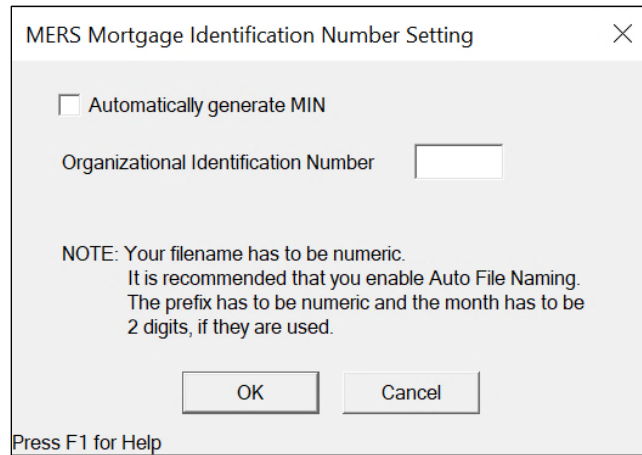 MERS Mortgage Identification Number Setting
Automatically generate MIN
Organizational Identification Number
NOTE: Your filename has to be numeric.
It is recommended that you enable Auto File Naming.
The prefix has to be numeric and the month has to be
2 digits, if they are used.
OK Cancel
Press F1 for Help